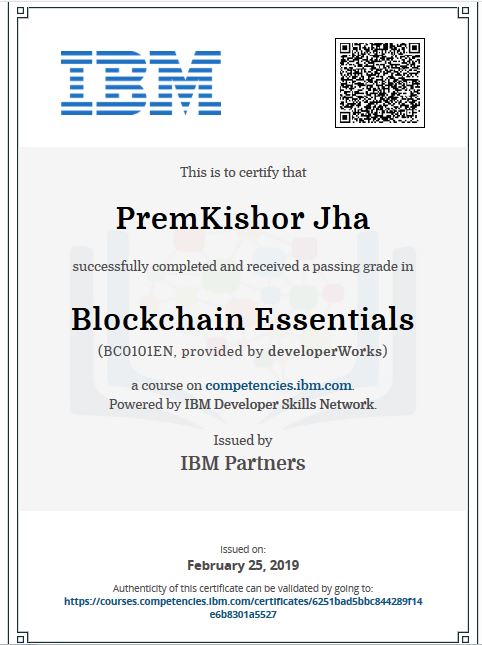 IBM
This is to certify that
PremKishor Jha
successfully completed and received a passing grade in
Blockchain Essentials
(BC0101EN, provided by developerWorks)
a course on competencies.ibm.com.
Powered by IBM Developer Skills Network.
Issued by
IBM Partners
Issued on:
February 25, 2019
Authenticity of this certificate can be validated by going to:
https://courses.competencies.ibm.com/certificates/6251bad5bbc844289f14
e6b8301a5527